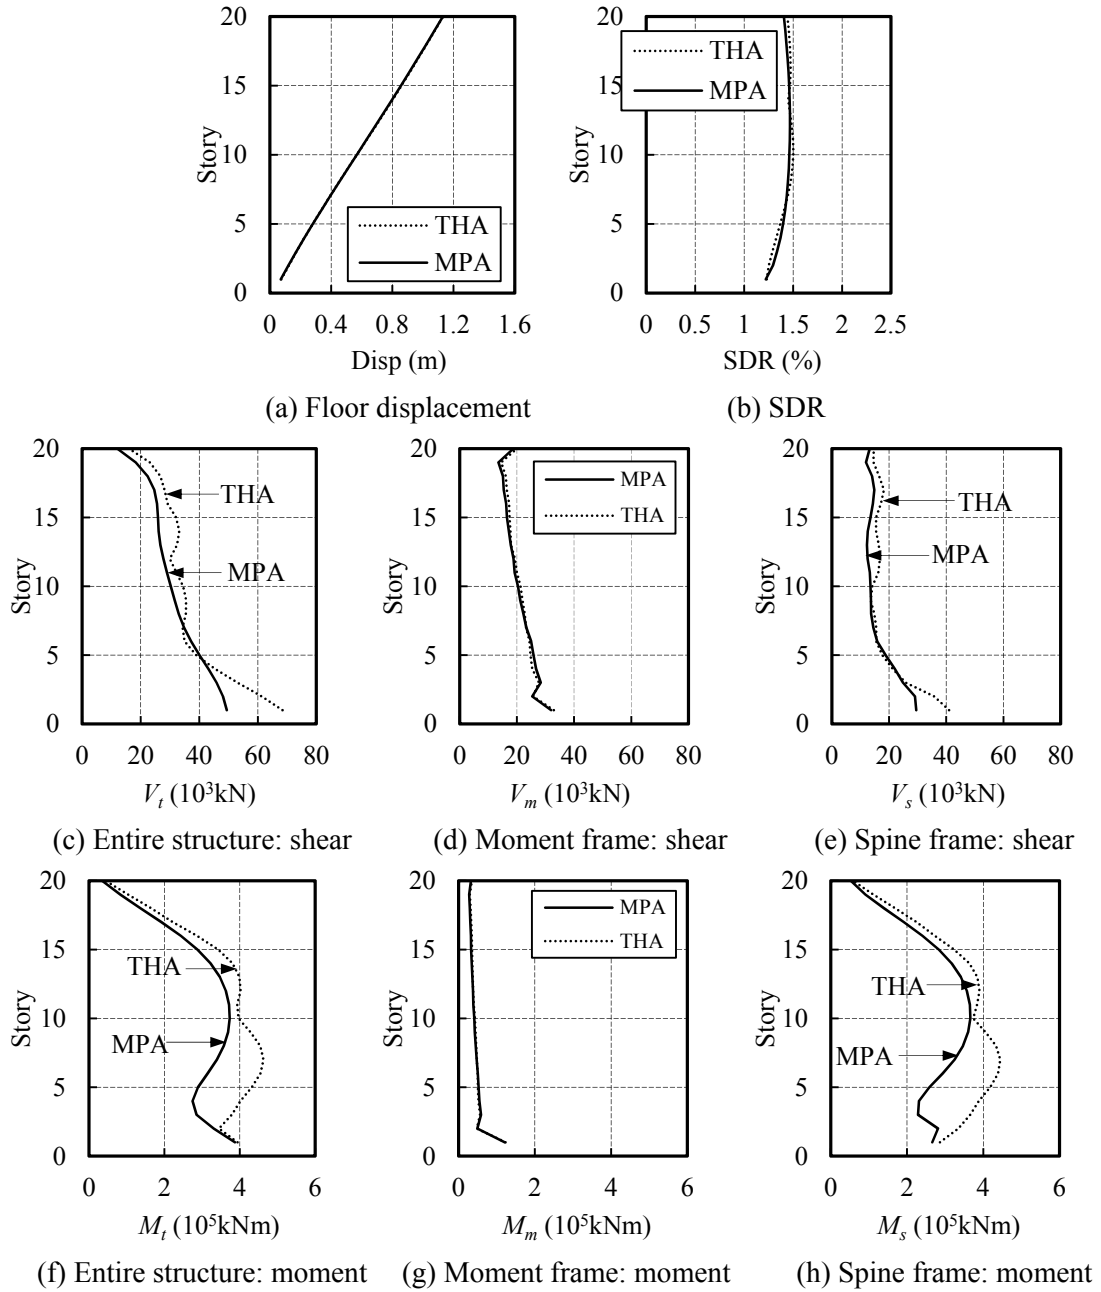 20
15
10
5
0
Story
THA
MPA
0 0.4 0.8 1.2 1.6
Disp (m)
(a) Floor displacement
20
15
10
5
0
Story
THA
MPA
0 0.5 1 1.5 2 2.5
SDR (%)
(b) SDR
20
15
10
5
0
Story
THA
MPA
0 20 40 60 80
Vt (10³kN)
(c) Entire structure: shear
20
15
10
5
0
Story
MPA
THA
0 20 40 60 80
Vm (10³kN)
(d) Moment frame: shear
20
15
10
5
0
Story
THA
MPA
0 20 40 60 80
Vs (10³kN)
(e) Spine frame: shear
20
15
10
5
0
Story
THA
MPA
0 2 4 6
Mt (10⁵kNm)
(f) Entire structure: moment
20
15
10
5
0
Story
MPA
THA
0 2 4 6
Mm (10⁵kNm)
(g) Moment frame: moment
20
15
10
5
0
Story
THA
MPA
0 2 4 6
Ms (10⁵kNm)
(h) Spine frame: moment